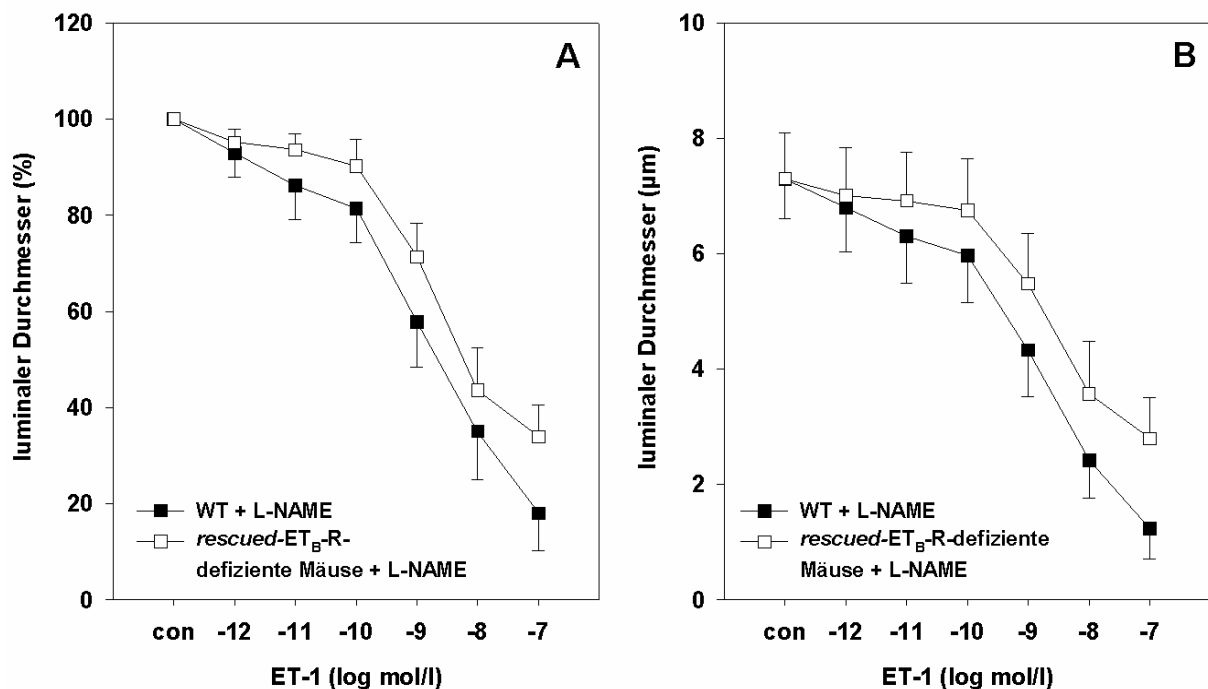 A
luminaler Durchmesser (%)
120
100
80
60
40
20
0
WT + L-NAME
rescued-ET_B-R-
defiziente Mäuse + L-NAME
con -12 -11 -10 -9 -8 -7
ET-1 (log mol/l)
B
luminaler Durchmesser (µm)
10
8
6
4
2
0
WT + L-NAME
rescued-ET_B-R-defiziente
Mäuse + L-NAME
con -12 -11 -10 -9 -8 -7
ET-1 (log mol/l)